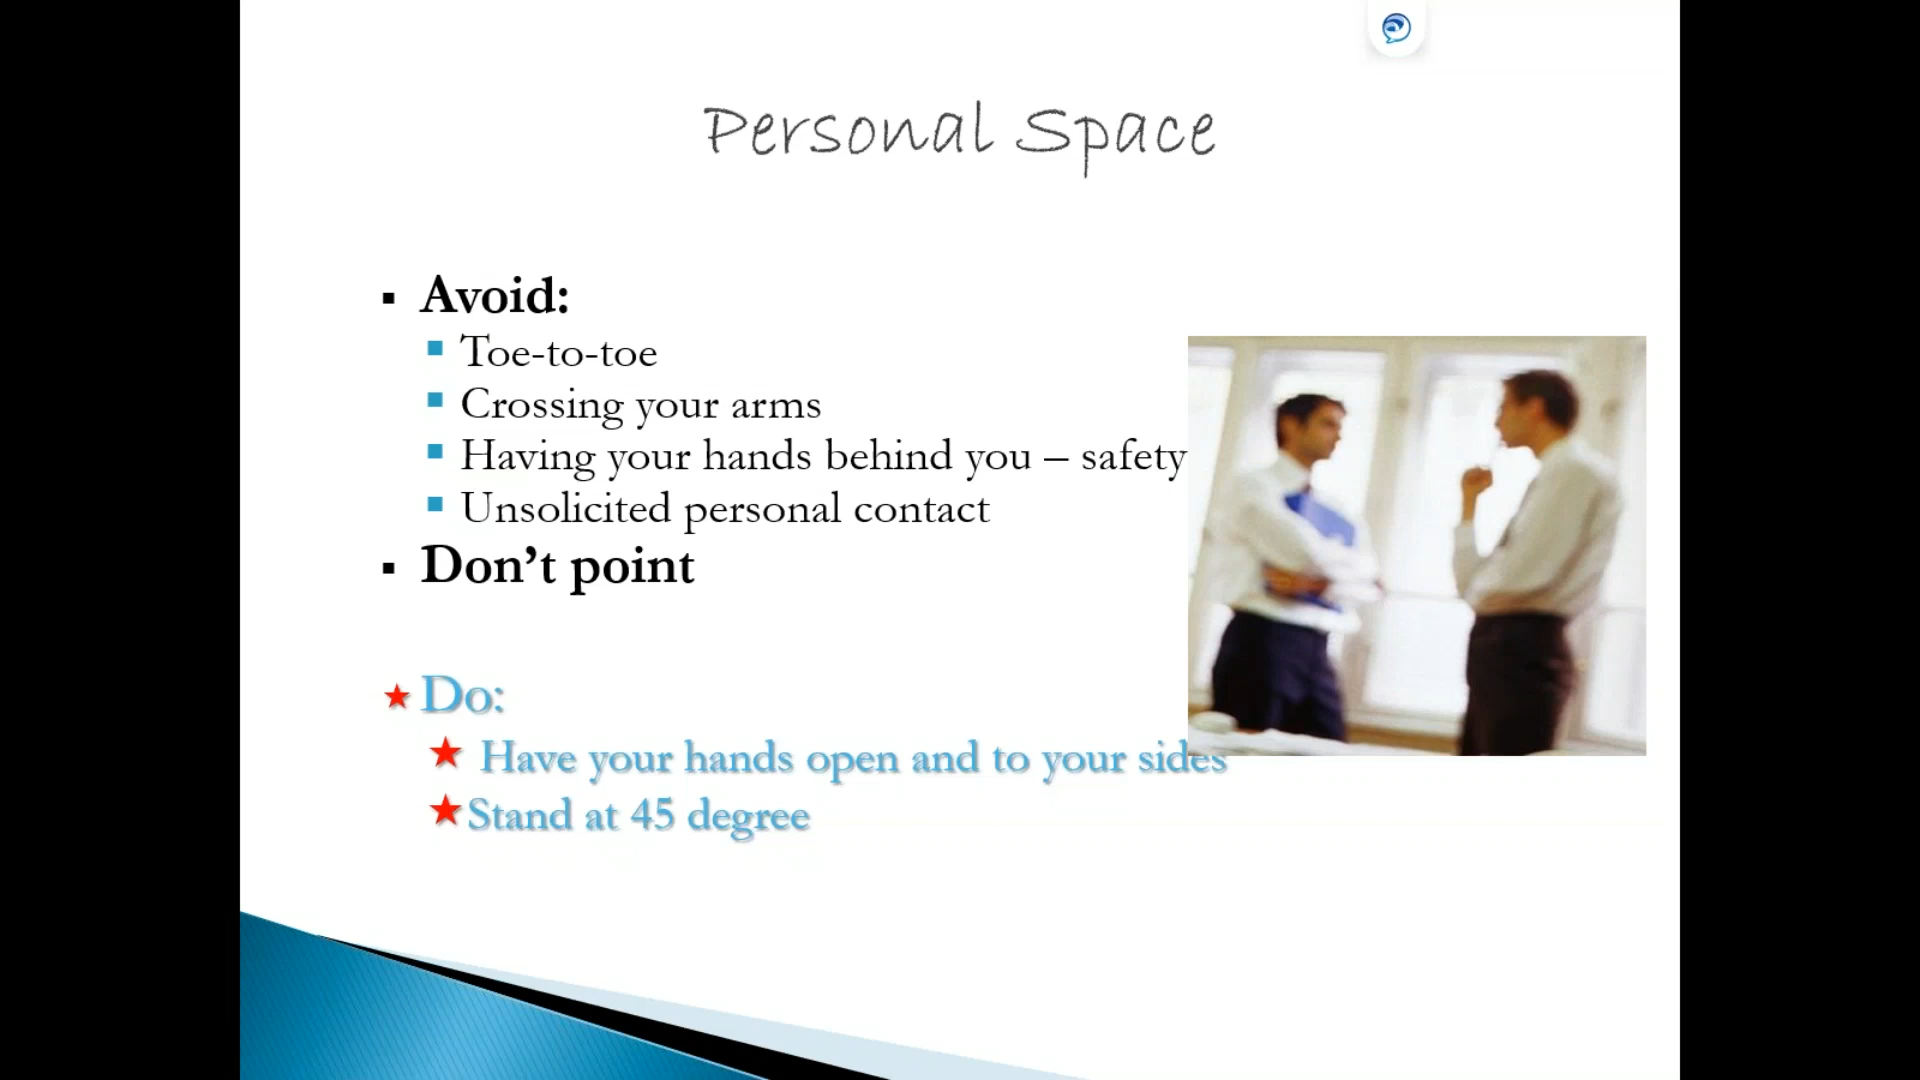 Personal Space
Avoid:
Toe-to-toe
Crossing your arms
Having your hands behind you – safety
Unsolicited personal contact
Don’t point
Do:
Have your hands open and to your sides
Stand at 45 degree